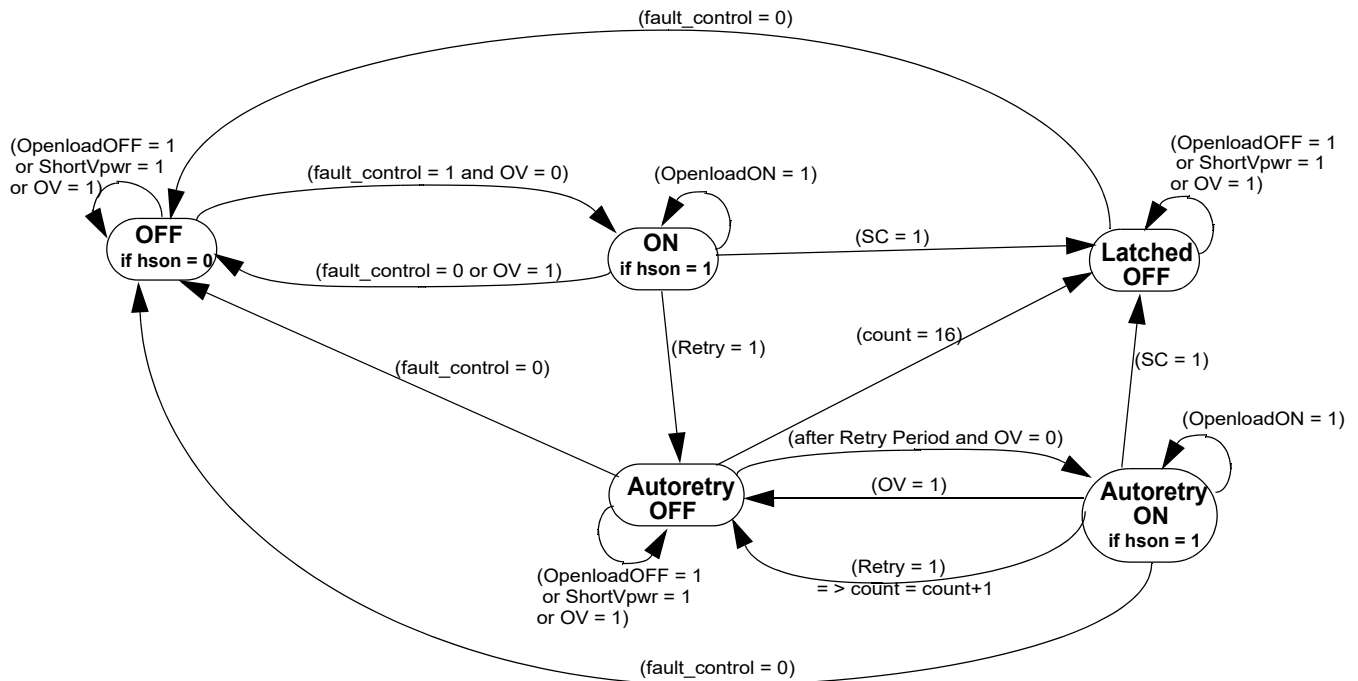 (fault_control = 0)
(OpenloadOFF = 1
or ShortVpwr = 1
or OV = 1)
(fault_control = 1 and OV = 0)
(OpenloadON = 1)
(OpenloadOFF = 1
or ShortVpwr = 1
or OV = 1)
OFF
if hson = 0
ON
if hson = 1
(SC = 1)
Latched
OFF
(fault_control = 0 or OV = 1)
(count = 16)
(Retry = 1)
(fault_control = 0)
(SC = 1)
(OpenloadON = 1)
(after Retry Period and OV = 0)
Autoretry
OFF
(OV = 1)
Autoretry
ON
if hson = 1
(OpenloadOFF = 1
or ShortVpwr = 1
or OV = 1)
(Retry = 1)
= > count = count+1
(fault_control = 0)